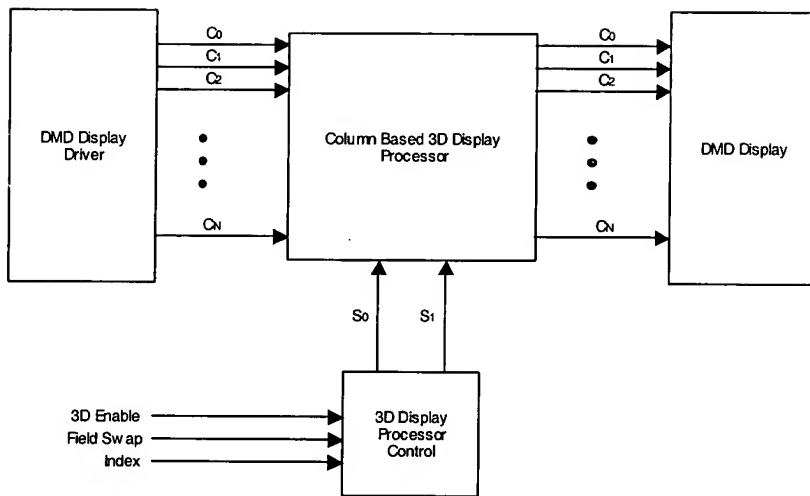 C0
C0
C1
C1
C2
C2
DMD Display
Driver
Column Based 3D Display
Processor
DMD Display
CN
CN
S0
S1
3D Enable
Field Swap
Index
3D Display
Processor
Control